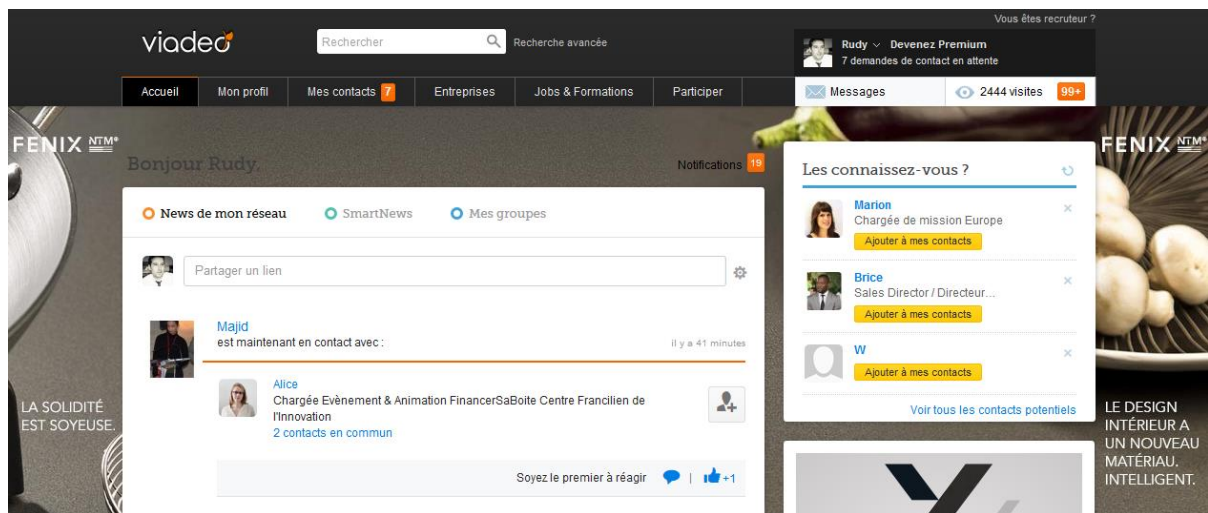 Vous êtes recruteur ?
viadeo
Rechercher
Recherche avancée
Rudy Devenez Premium
7 demandes de contact en attente
Accueil Mon profil Mes contacts 7 Entreprises Jobs & Formations Participer
Messages 2444 visites 99+
FENIX NTM®
Bonjour Rudy,
Notifications 19
News de mon réseau SmartNews Mes groupes
Partager un lien
Majid
est maintenant en contact avec :
il y a 41 minutes
Alice
Chargée Evènement & Animation FinancerSaBoite Centre Francilien de
l'Innovation
2 contacts en commun
Soyez le premier à réagir | +1
Les connaissez-vous ?
Marion
Chargée de mission Europe
Ajouter à mes contacts
Brice
Sales Director / Directeur...
Ajouter à mes contacts
W
Ajouter à mes contacts
Voir tous les contacts potentiels
LA SOLIDITÉ
EST SOYEUSE.
FENIX NTM®
LE DESIGN
INTÉRIEUR A
UN NOUVEAU
MATÉRIAU.
INTELLIGENT.